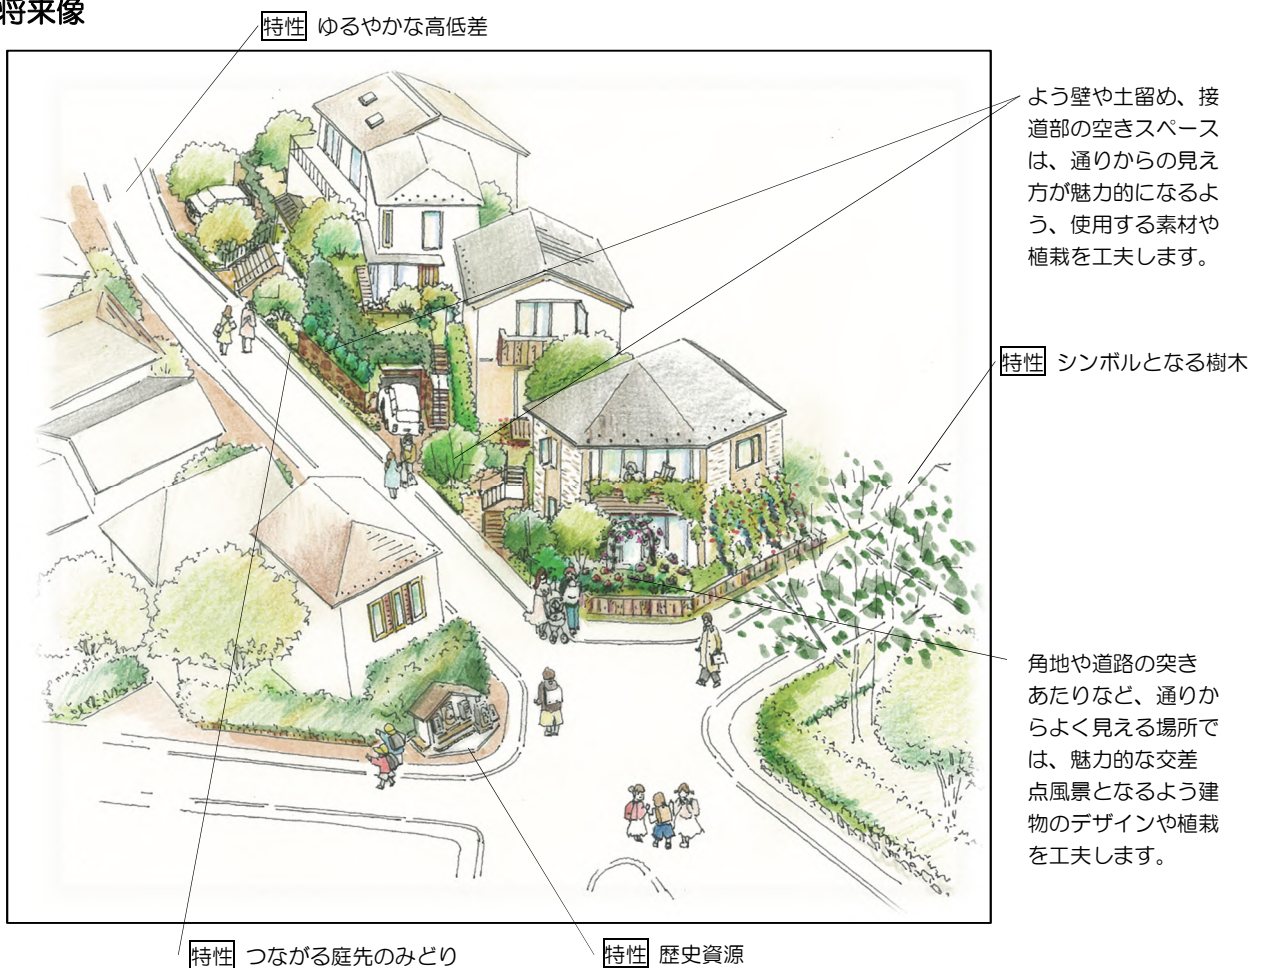 将来像
特性 ゆるやかな高低差
よう壁や土留め、接
道部の空きスペース
は、通りからの見え
方が魅力的になるよ
う、使用する素材や
植栽を工夫します。
特性 シンボルとなる樹木
角地や道路の突き
あたりなど、通りか
らよく見える場所で
は、魅力的な交差
点風景となるよう建
物のデザインや植栽
を工夫します。
特性 つながる庭先のみどり
特性 歴史資源